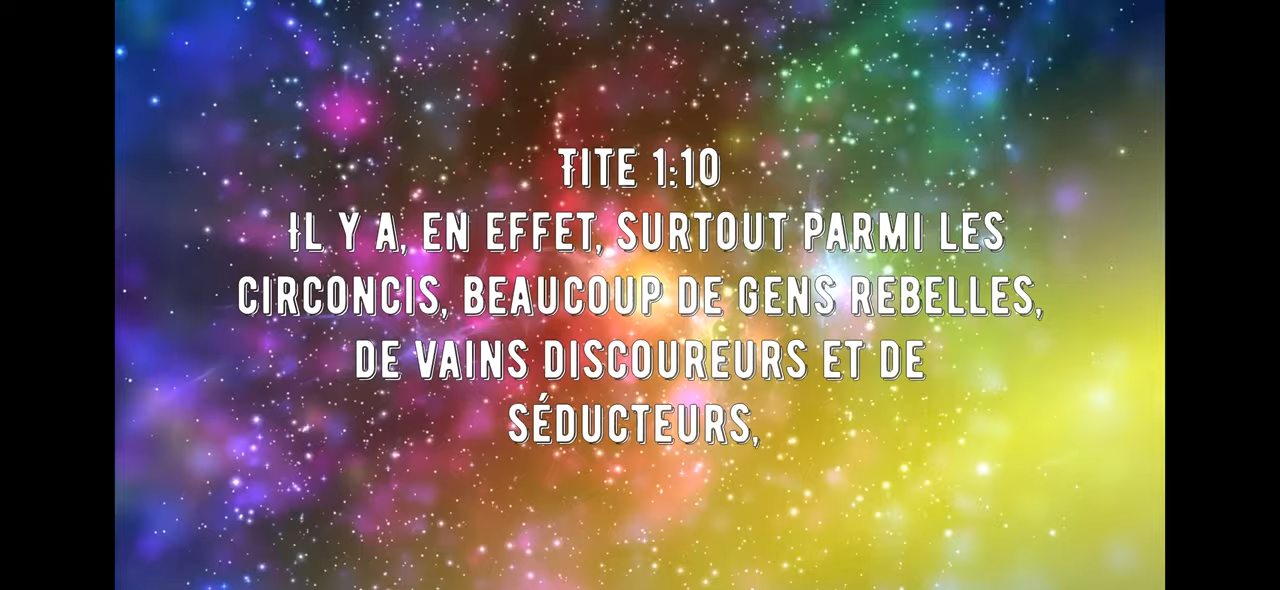 TITE 1:10
IL Y A, EN EFFET, SURTOUT PARMI LES
CIRCONCIS, BEAUCOUP DE GENS REBELLES,
DE VAINS DISCOUREURS ET DE
SÉDUCTEURS,